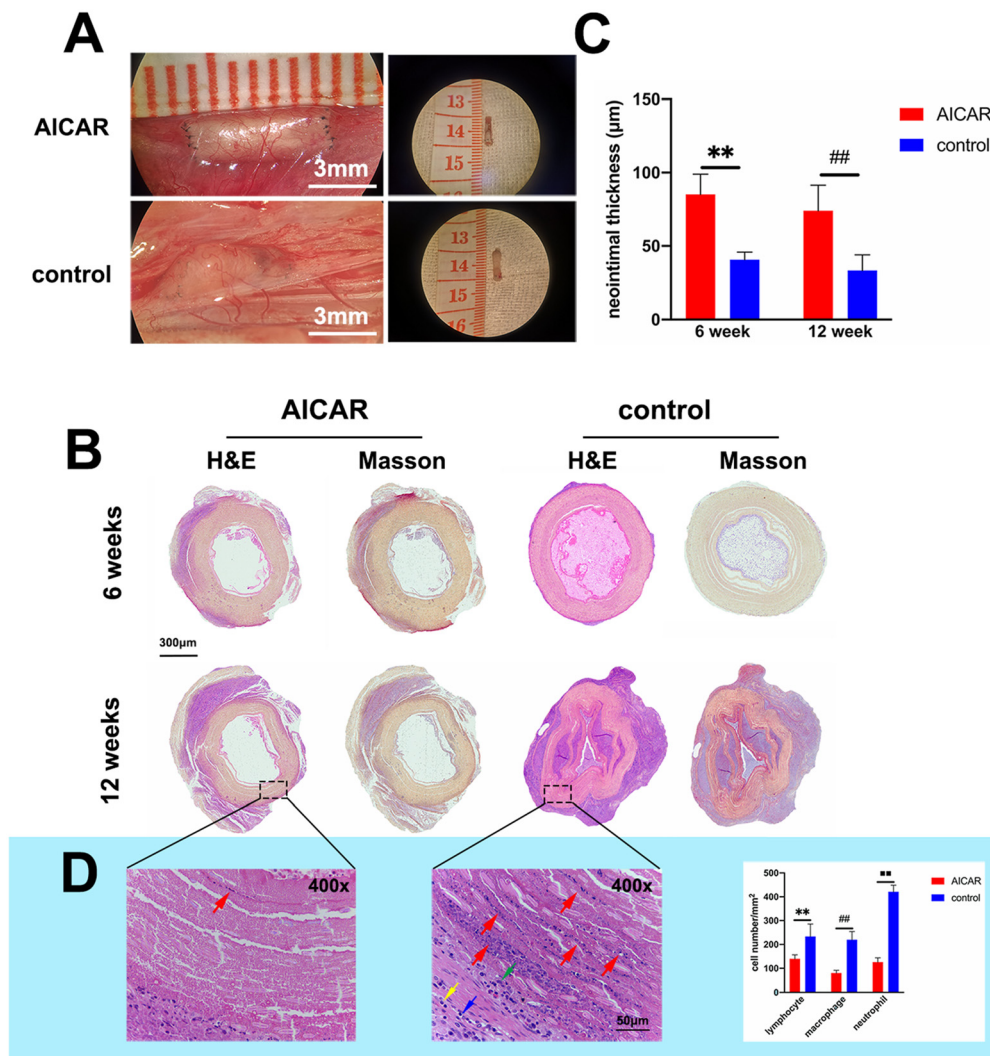 A
AICAR
3mm
13
14
15
control
3mm
13
14
15
16
C
neointimal thickness (μm)
150
100
50
0
**
##
6 week
12 week
AICAR
control
B
AICAR
control
H&E
Masson
H&E
Masson
6 weeks
300μm
12 weeks
D
400x
400x
50μm
cell number/mm²
500
400
300
200
100
0
**
##
▪▪
lymphocyte
macrophage
neutrophil
AICAR
control